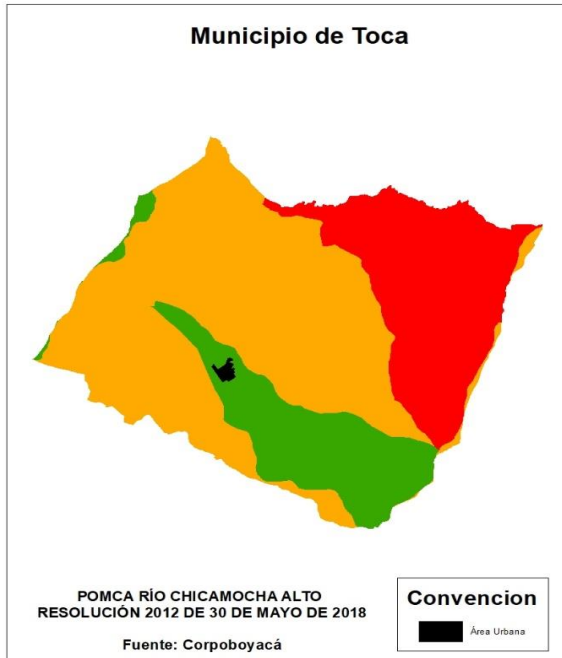 Municipio de Toca
POMCA RÍO CHICAMOCHA ALTO
RESOLUCIÓN 2012 DE 30 DE MAYO DE 2018
Fuente: Corpoboyacá
Convencion
Área Urbana